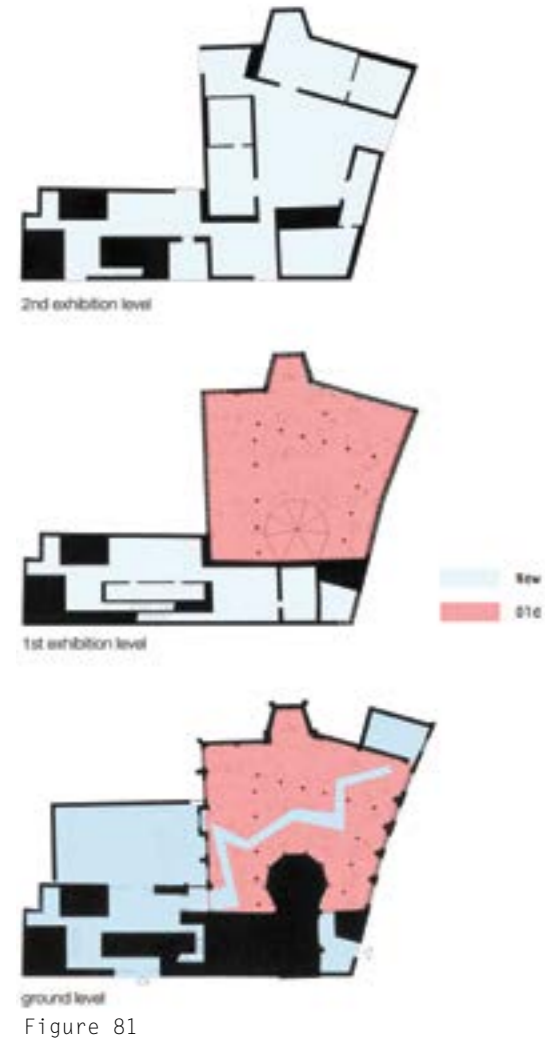 2nd exhibition level
New
Old
1st exhibition level
ground level
Figure 81